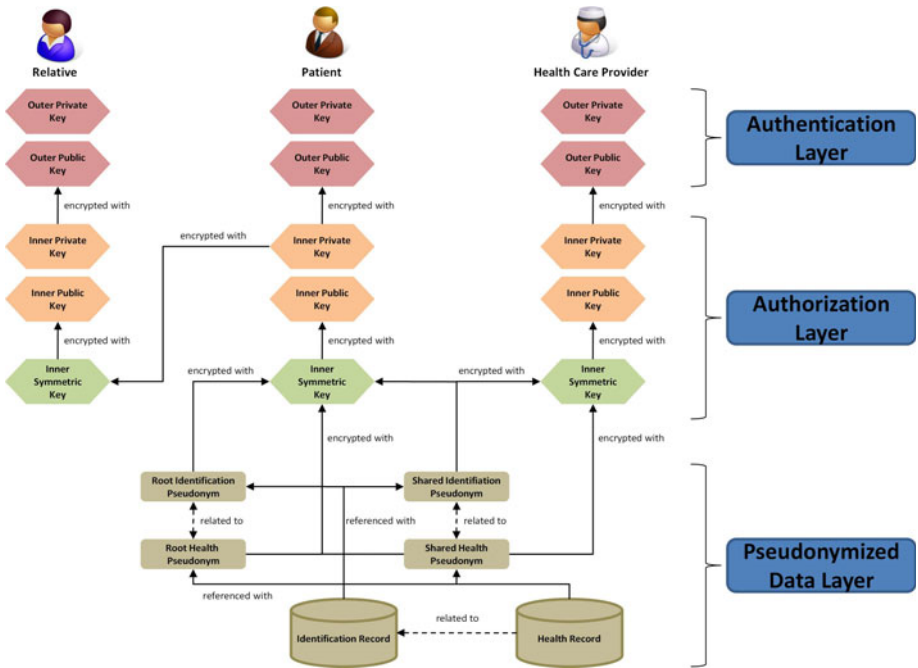 Relative
Patient
Health Care Provider
Outer Private
Key
Outer Private
Key
Outer Private
Key
Authentication
Layer
Outer Public
Key
Outer Public
Key
Outer Public
Key
encrypted with
encrypted with
encrypted with
Inner Private
Key
encrypted with
Inner Private
Key
Inner Private
Key
Inner Public
Key
Inner Public
Key
Inner Public
Key
Authorization
Layer
encrypted with
encrypted with
encrypted with
Inner
Symmetric
Key
encrypted with
Inner
Symmetric
Key
encrypted with
Inner
Symmetric
Key
encrypted with
encrypted with
Root Identification
Pseudonym
Shared Identifiation
Pseudonym
related to
referenced with
related to
Root Health
Pseudonym
Shared Health
Pseudonym
Pseudonymized
Data Layer
referenced with
related to
Identification Record
Health Record